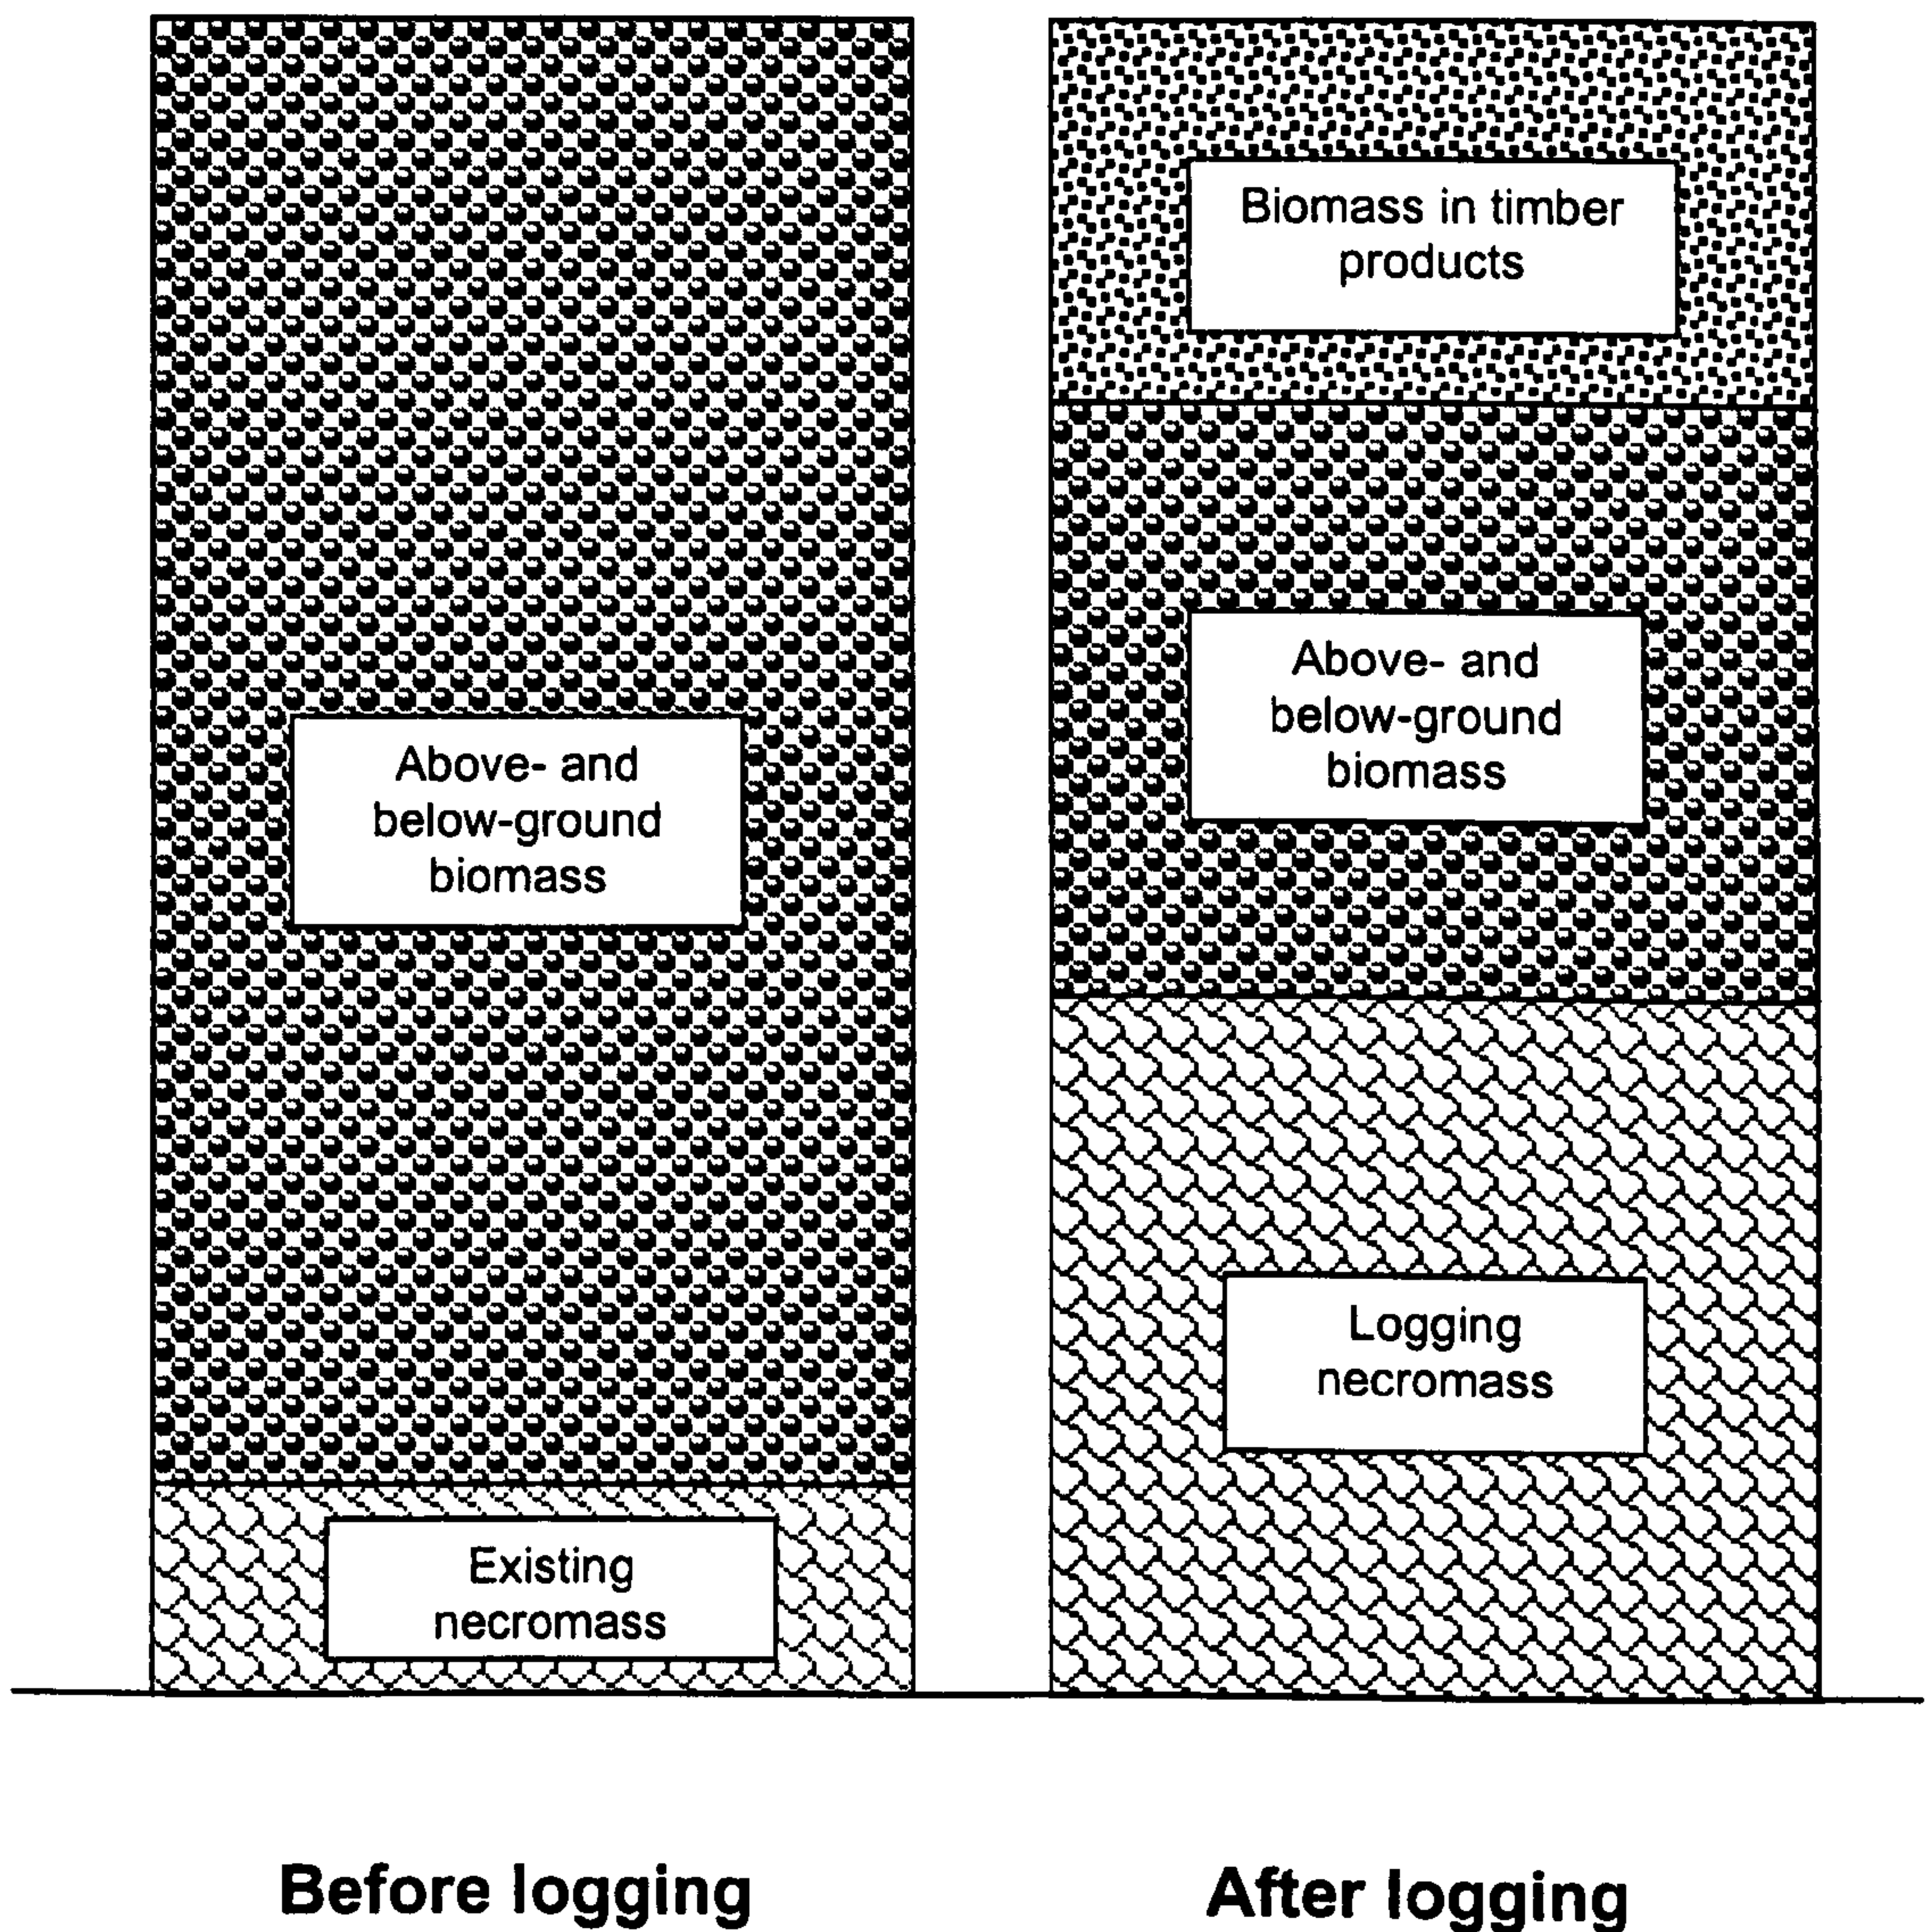 Above- and
below-ground
biomass
Existing
necromass
Biomass in timber
products
Above- and
below-ground
biomass
Logging
necromass
Before logging
After logging